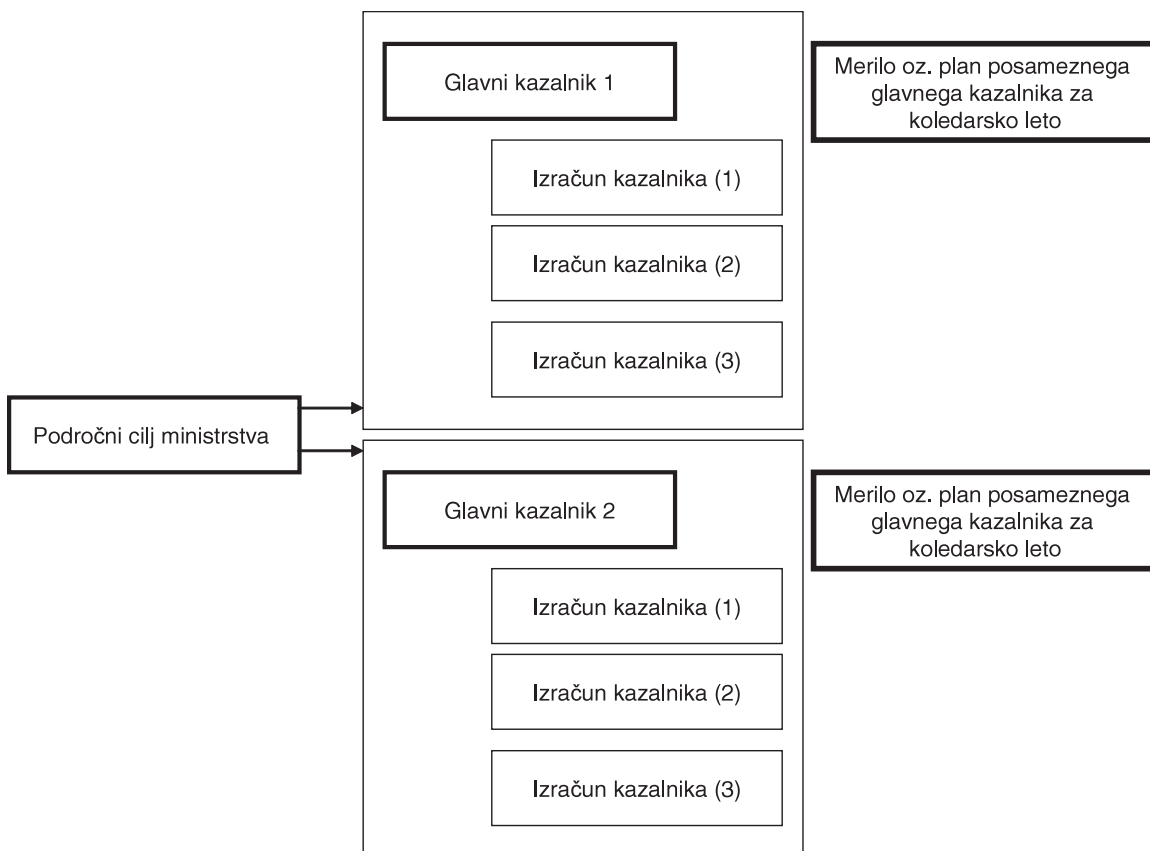 Glavni kazalnik 1
Merilo oz. plan posameznega
glavnega kazalnika za
koledarsko leto
Izračun kazalnika (1)
Izračun kazalnika (2)
Izračun kazalnika (3)
Področni cilj ministrstva
Glavni kazalnik 2
Merilo oz. plan posameznega
glavnega kazalnika za
koledarsko leto
Izračun kazalnika (1)
Izračun kazalnika (2)
Izračun kazalnika (3)